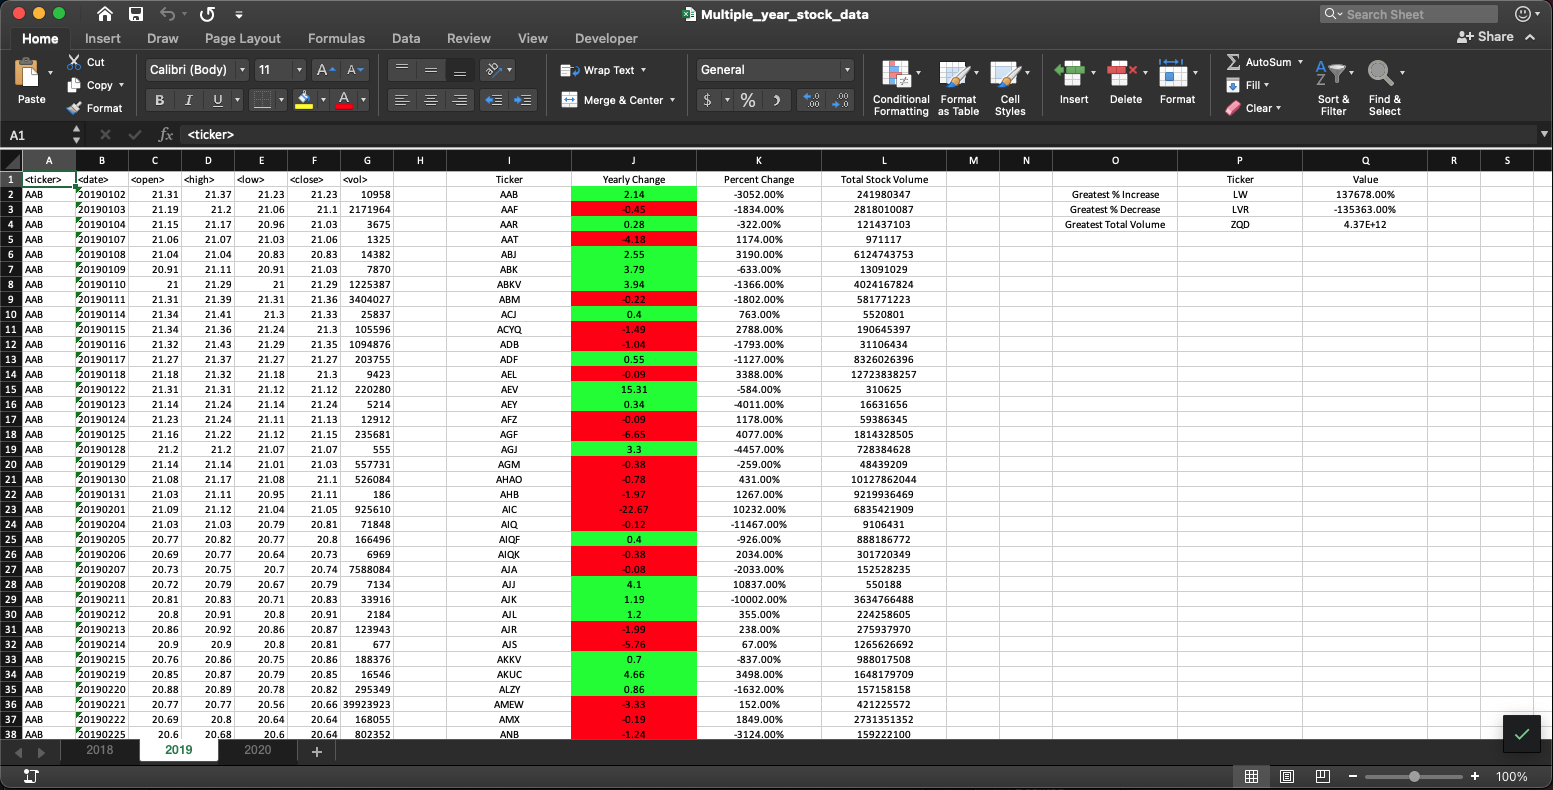 Multiple_year_stock_data
Search Sheet
Home Insert Draw Page Layout Formulas Data Review View Developer
Share
Paste Cut Copy Format
Calibri (Body) 11 A A
B I U A
Wrap Text
Merge & Center
General
$ % )
Conditional Formatting Format as Table Cell Styles
Insert Delete Format
AutoSum Fill Clear
Sort & Filter Find & Select
A1 fx <ticker>
A B C D E F G H I J K L M N O P Q R S
1 <ticker> <date> <open> <high> <low> <close> <vol> Ticker Yearly Change Percent Change Total Stock Volume Ticker Value
2 AAB 20190102 21.31 21.37 21.23 21.23 10958 AAB 2.14 -3052.00% 241980347 Greatest % Increase LW 137678.00%
3 AAB 20190103 21.19 21.2 21.06 21.1 2171964 AAF -0.45 -1834.00% 2818010087 Greatest % Decrease LVR -135363.00%
4 AAB 20190104 21.15 21.17 20.96 21.03 3675 AAR 0.28 -322.00% 121437103 Greatest Total Volume ZQD 4.37E+12
5 AAB 20190107 21.06 21.07 21.03 21.06 1325 AAT -4.18 1174.00% 971117
6 AAB 20190108 21.04 21.04 20.83 20.83 14382 ABJ 2.55 3190.00% 6124743753
7 AAB 20190109 20.91 21.11 20.91 21.03 7870 ABK 3.79 -633.00% 13091029
8 AAB 20190110 21 21.29 21 21.29 1225387 ABKV 3.94 -1366.00% 4024167824
9 AAB 20190111 21.31 21.39 21.31 21.36 3404027 ABM -0.22 -1802.00% 581771223
10 AAB 20190114 21.34 21.41 21.3 21.33 25837 ACJ 0.4 763.00% 5520801
11 AAB 20190115 21.34 21.36 21.24 21.3 105596 ACYQ -1.49 2788.00% 190645397
12 AAB 20190116 21.32 21.43 21.29 21.35 1094876 ADB -1.04 -1793.00% 31106434
13 AAB 20190117 21.27 21.37 21.27 21.27 203755 ADF 0.55 -1127.00% 8326026396
14 AAB 20190118 21.18 21.32 21.18 21.3 9423 AEL -0.09 3388.00% 12723838257
15 AAB 20190122 21.31 21.31 21.12 21.12 220280 AEV 15.31 -584.00% 310625
16 AAB 20190123 21.14 21.24 21.14 21.24 5214 AEY 0.34 -4011.00% 16631656
17 AAB 20190124 21.23 21.24 21.11 21.13 12912 AFZ -0.09 1178.00% 59386345
18 AAB 20190125 21.16 21.22 21.12 21.15 235681 AGF -6.65 4077.00% 1814328505
19 AAB 20190128 21.2 21.2 21.07 21.07 555 AGJ 3.3 -4457.00% 728384628
20 AAB 20190129 21.14 21.14 21.01 21.03 557731 AGM -0.38 -259.00% 48439209
21 AAB 20190130 21.08 21.17 21.08 21.1 526084 AHAO -0.78 431.00% 10127862044
22 AAB 20190131 21.03 21.11 20.95 21.11 186 AHB -1.97 1267.00% 9219936469
23 AAB 20190201 21.09 21.12 21.04 21.05 925610 AIC -22.67 10232.00% 6835421909
24 AAB 20190204 21.03 21.03 20.79 20.81 71848 AIQ -0.12 -11467.00% 9106431
25 AAB 20190205 20.77 20.82 20.77 20.8 166496 AIQF 0.4 -926.00% 888186772
26 AAB 20190206 20.69 20.77 20.64 20.73 6969 AIQK -0.38 2034.00% 301720349
27 AAB 20190207 20.73 20.75 20.7 20.74 7588084 AJA -0.08 -2033.00% 152528235
28 AAB 20190208 20.72 20.79 20.67 20.79 7134 AJJ 4.1 10837.00% 550188
29 AAB 20190211 20.81 20.83 20.71 20.83 33916 AJK 1.19 -10002.00% 3634766488
30 AAB 20190212 20.8 20.91 20.8 20.91 2184 AJL 1.2 355.00% 224258605
31 AAB 20190213 20.86 20.92 20.86 20.87 123943 AJR -1.99 238.00% 275937970
32 AAB 20190214 20.9 20.9 20.8 20.81 677 AJS -5.76 67.00% 1265626692
33 AAB 20190215 20.76 20.86 20.75 20.86 188376 AKKV 0.7 -837.00% 988017508
34 AAB 20190219 20.85 20.87 20.79 20.85 16546 AKUC 4.66 3498.00% 1648179709
35 AAB 20190220 20.88 20.89 20.78 20.82 295349 ALZY 0.86 -1632.00% 157158158
36 AAB 20190221 20.77 20.77 20.56 20.66 39923923 AMEW -3.33 152.00% 421225572
37 AAB 20190222 20.69 20.8 20.64 20.64 168055 AMX -0.19 1849.00% 2731351352
38 AAB 20190225 20.6 20.68 20.6 20.64 802352 ANB -1.24 -3124.00% 159222100
2018 2019 2020 +
100%